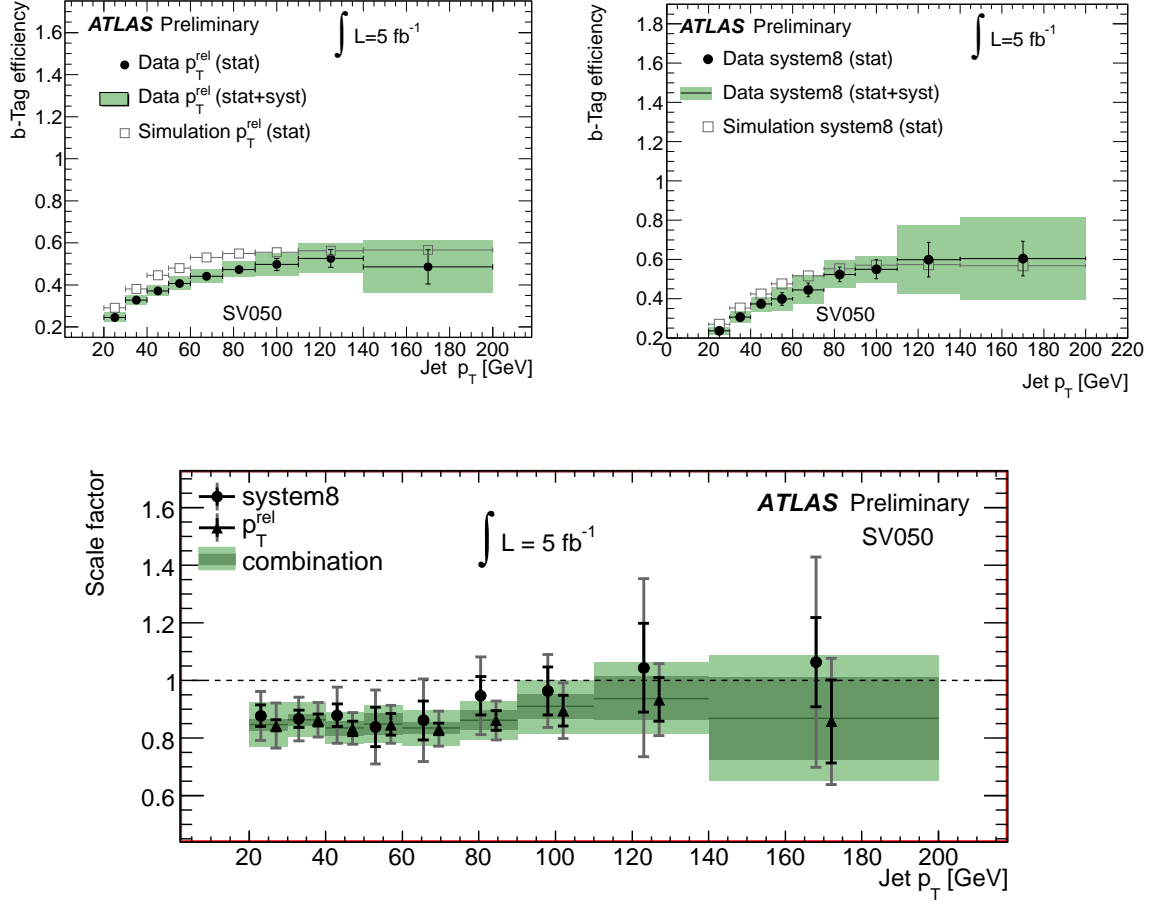 b-Tag efficiency
ATLAS Preliminary
∫ L=5 fb⁻¹
Data p_T^rel (stat)
Data p_T^rel (stat+syst)
Simulation p_T^rel (stat)
1.6
1.4
1.2
1
0.8
0.6
0.4
0.2
SV050
20 40 60 80 100 120 140 160 180 200
Jet p_T [GeV]
b-Tag efficiency
ATLAS Preliminary
∫ L=5 fb⁻¹
Data system8 (stat)
Data system8 (stat+syst)
Simulation system8 (stat)
1.8
1.6
1.4
1.2
1
0.8
0.6
0.4
0.2
SV050
0 20 40 60 80 100 120 140 160 180 200 220
Jet p_T [GeV]
Scale factor
system8
p_T^rel
combination
∫ L = 5 fb⁻¹
ATLAS Preliminary
SV050
1.6
1.4
1.2
1
0.8
0.6
20 40 60 80 100 120 140 160 180 200
Jet p_T [GeV]